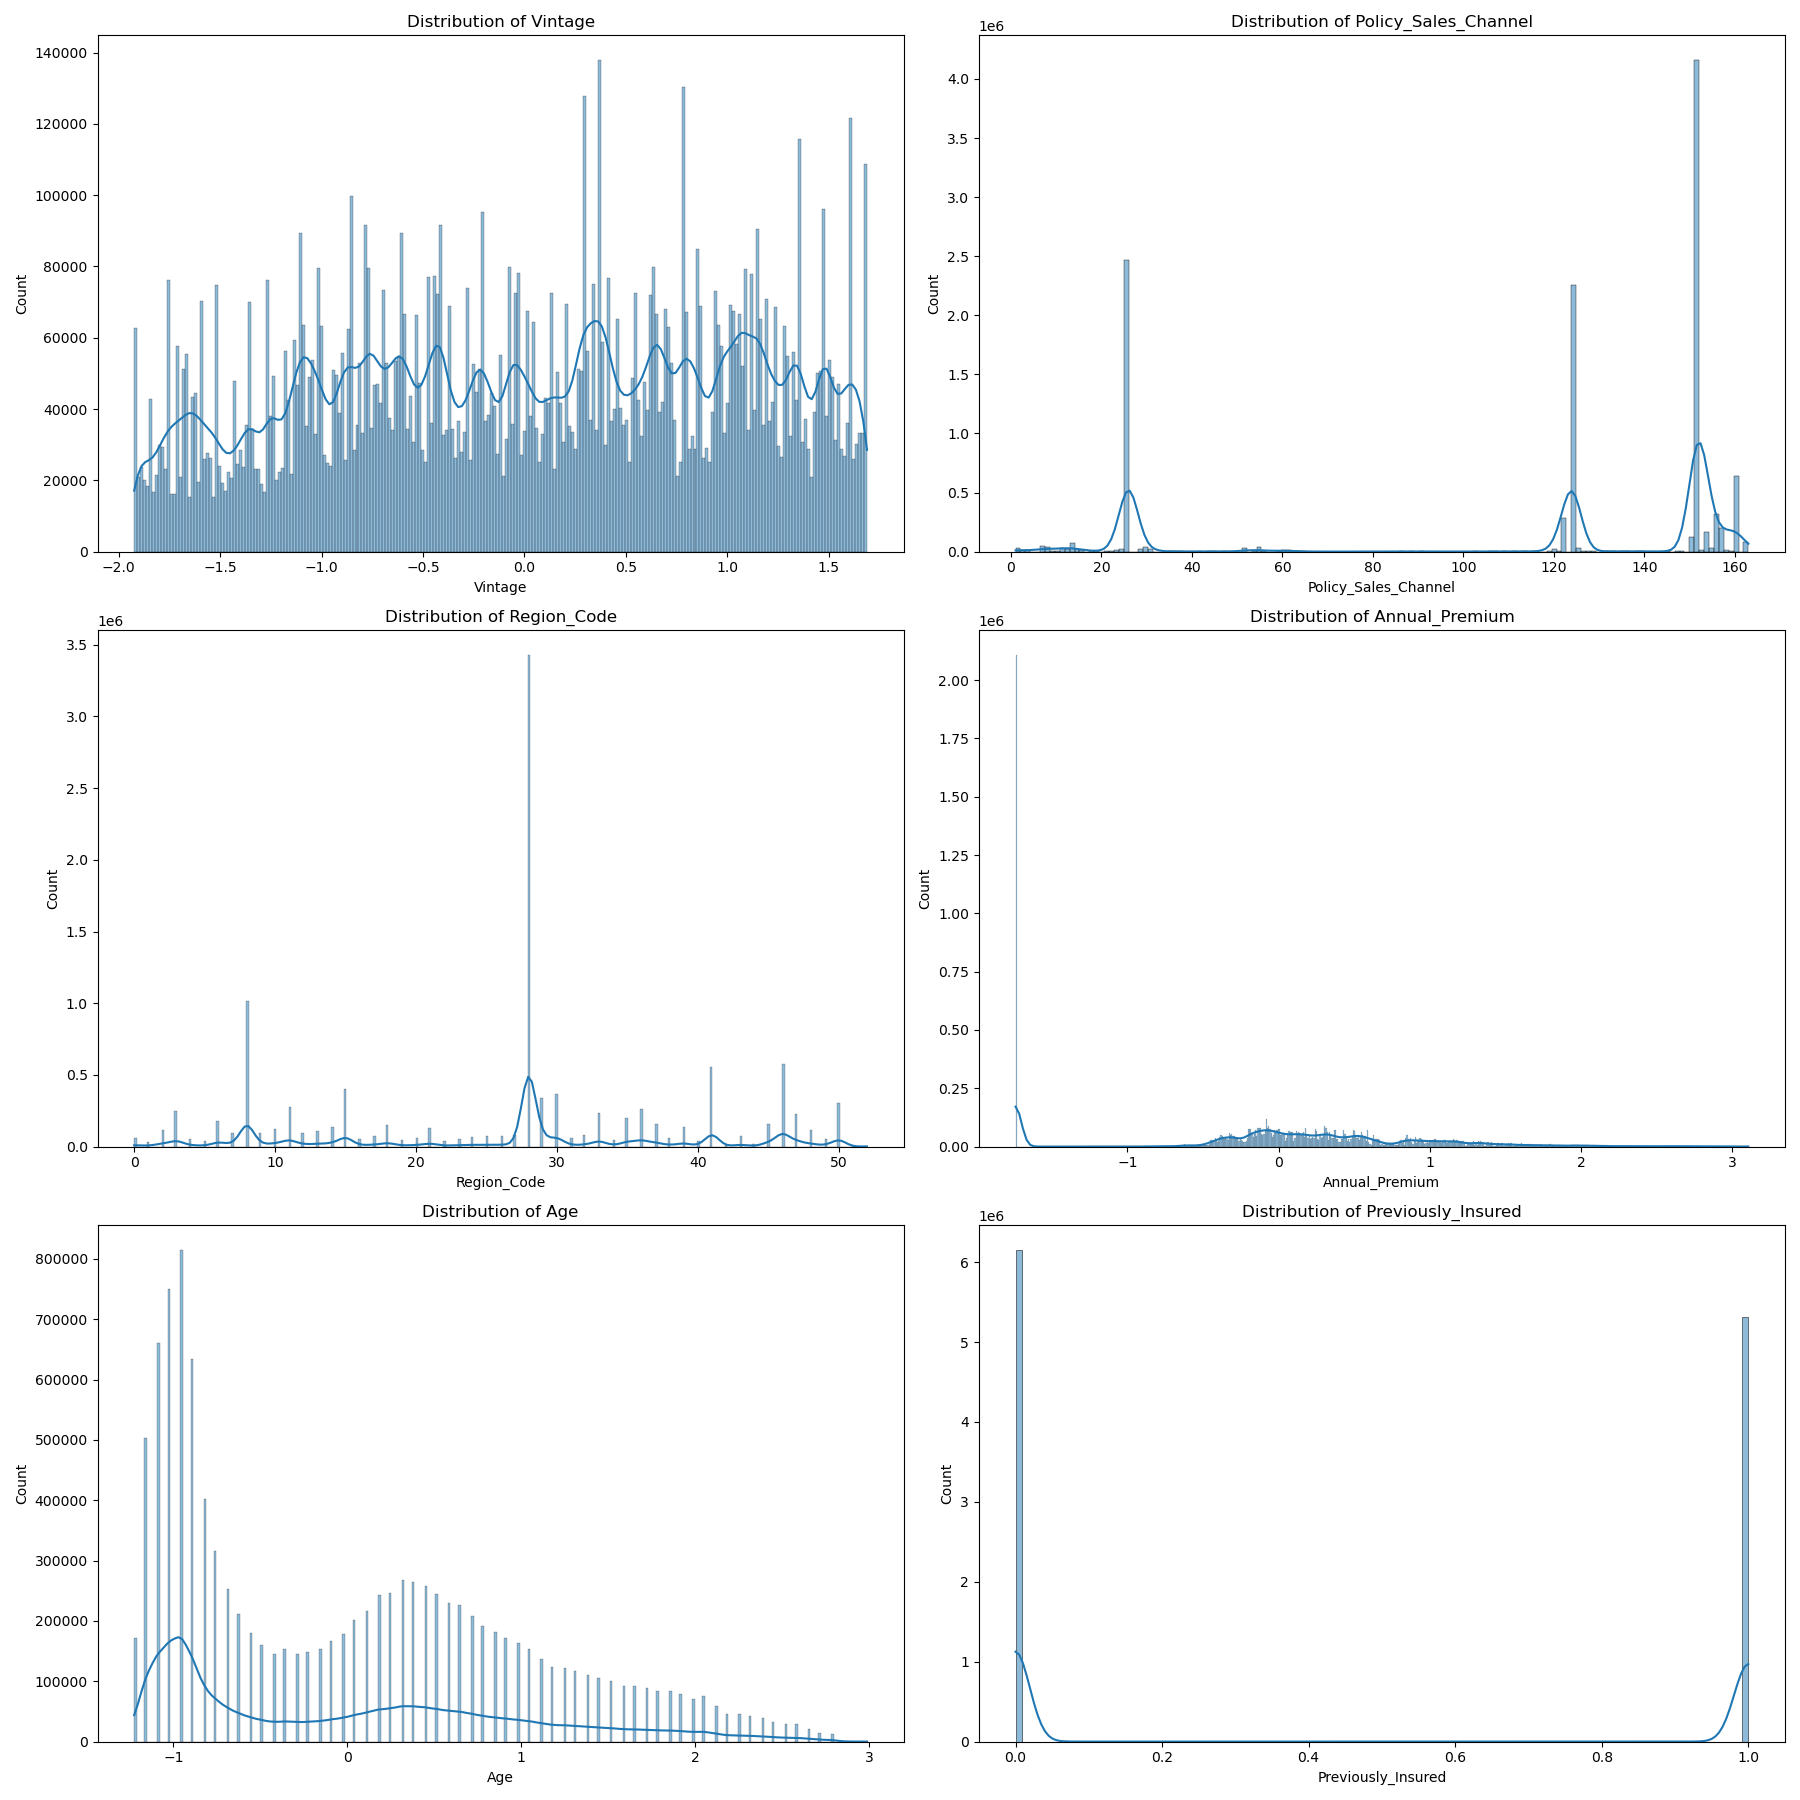 Distribution of Vintage
140000
120000
100000
80000
60000
40000
20000
0
Count
−2.0 −1.5 −1.0 −0.5 0.0 0.5 1.0 1.5
Vintage
Distribution of Policy_Sales_Channel
1e6
4.0
3.5
3.0
2.5
2.0
1.5
1.0
0.5
0.0
Count
0 20 40 60 80 100 120 140 160
Policy_Sales_Channel
Distribution of Region_Code
1e6
3.5
3.0
2.5
2.0
1.5
1.0
0.5
0.0
Count
0 10 20 30 40 50
Region_Code
Distribution of Annual_Premium
1e6
2.00
1.75
1.50
1.25
1.00
0.75
0.50
0.25
0.00
Count
−1 0 1 2 3
Annual_Premium
Distribution of Age
800000
700000
600000
500000
400000
300000
200000
100000
0
Count
−1 0 1 2 3
Age
Distribution of Previously_Insured
1e6
6
5
4
3
2
1
0
Count
0.0 0.2 0.4 0.6 0.8 1.0
Previously_Insured